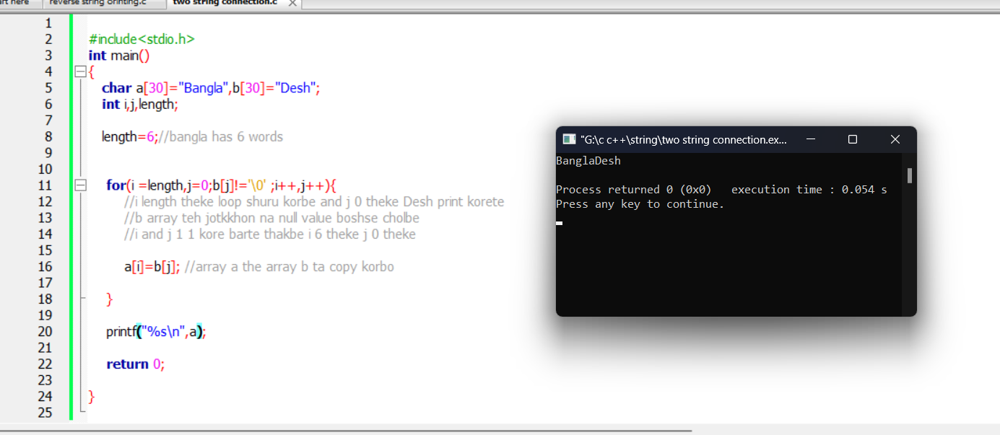 art here reverse string orinting.c two string connection.c
1
2 #include<stdio.h>
3 int main()
4 {
5 char a[30]="Bangla",b[30]="Desh";
6 int i,j,length;
7
8 length=6;//bangla has 6 words
9
10
11 for(i =length,j=0;b[j]!='\0' ;i++,j++){
12 //i length theke loop shuru korbe and j 0 theke Desh print korete
13 //b array teh jotkkhon na null value boshse cholbe
14 //i and j 1 1 kore barte thakbe i 6 theke j 0 theke
15
16 a[i]=b[j]; //array a the array b ta copy korbo
17
18 }
19
20 printf("%s\n",a);
21
22 return 0;
23
24 }
25
"G:\c c++\string\two string connection.ex...
BanglaDesh
Process returned 0 (0x0) execution time : 0.054 s
Press any key to continue.